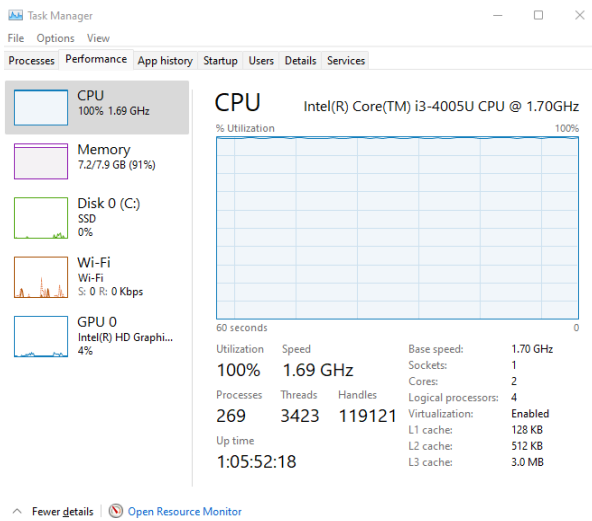 Task Manager
File Options View
Processes Performance App history Startup Users Details Services
CPU
100% 1.69 GHz
Memory
7.2/7.9 GB (91%)
Disk 0 (C:)
SSD
0%
Wi-Fi
Wi-Fi
S: 0 R: 0 Kbps
GPU 0
Intel(R) HD Graphi...
4%
CPU Intel(R) Core(TM) i3-4005U CPU @ 1.70GHz
% Utilization 100%
60 seconds 0
Utilization Speed
100% 1.69 GHz
Processes Threads Handles
269 3423 119121
Up time
1:05:52:18
Base speed: 1.70 GHz
Sockets: 1
Cores: 2
Logical processors: 4
Virtualization: Enabled
L1 cache: 128 KB
L2 cache: 512 KB
L3 cache: 3.0 MB
Fewer details Open Resource Monitor